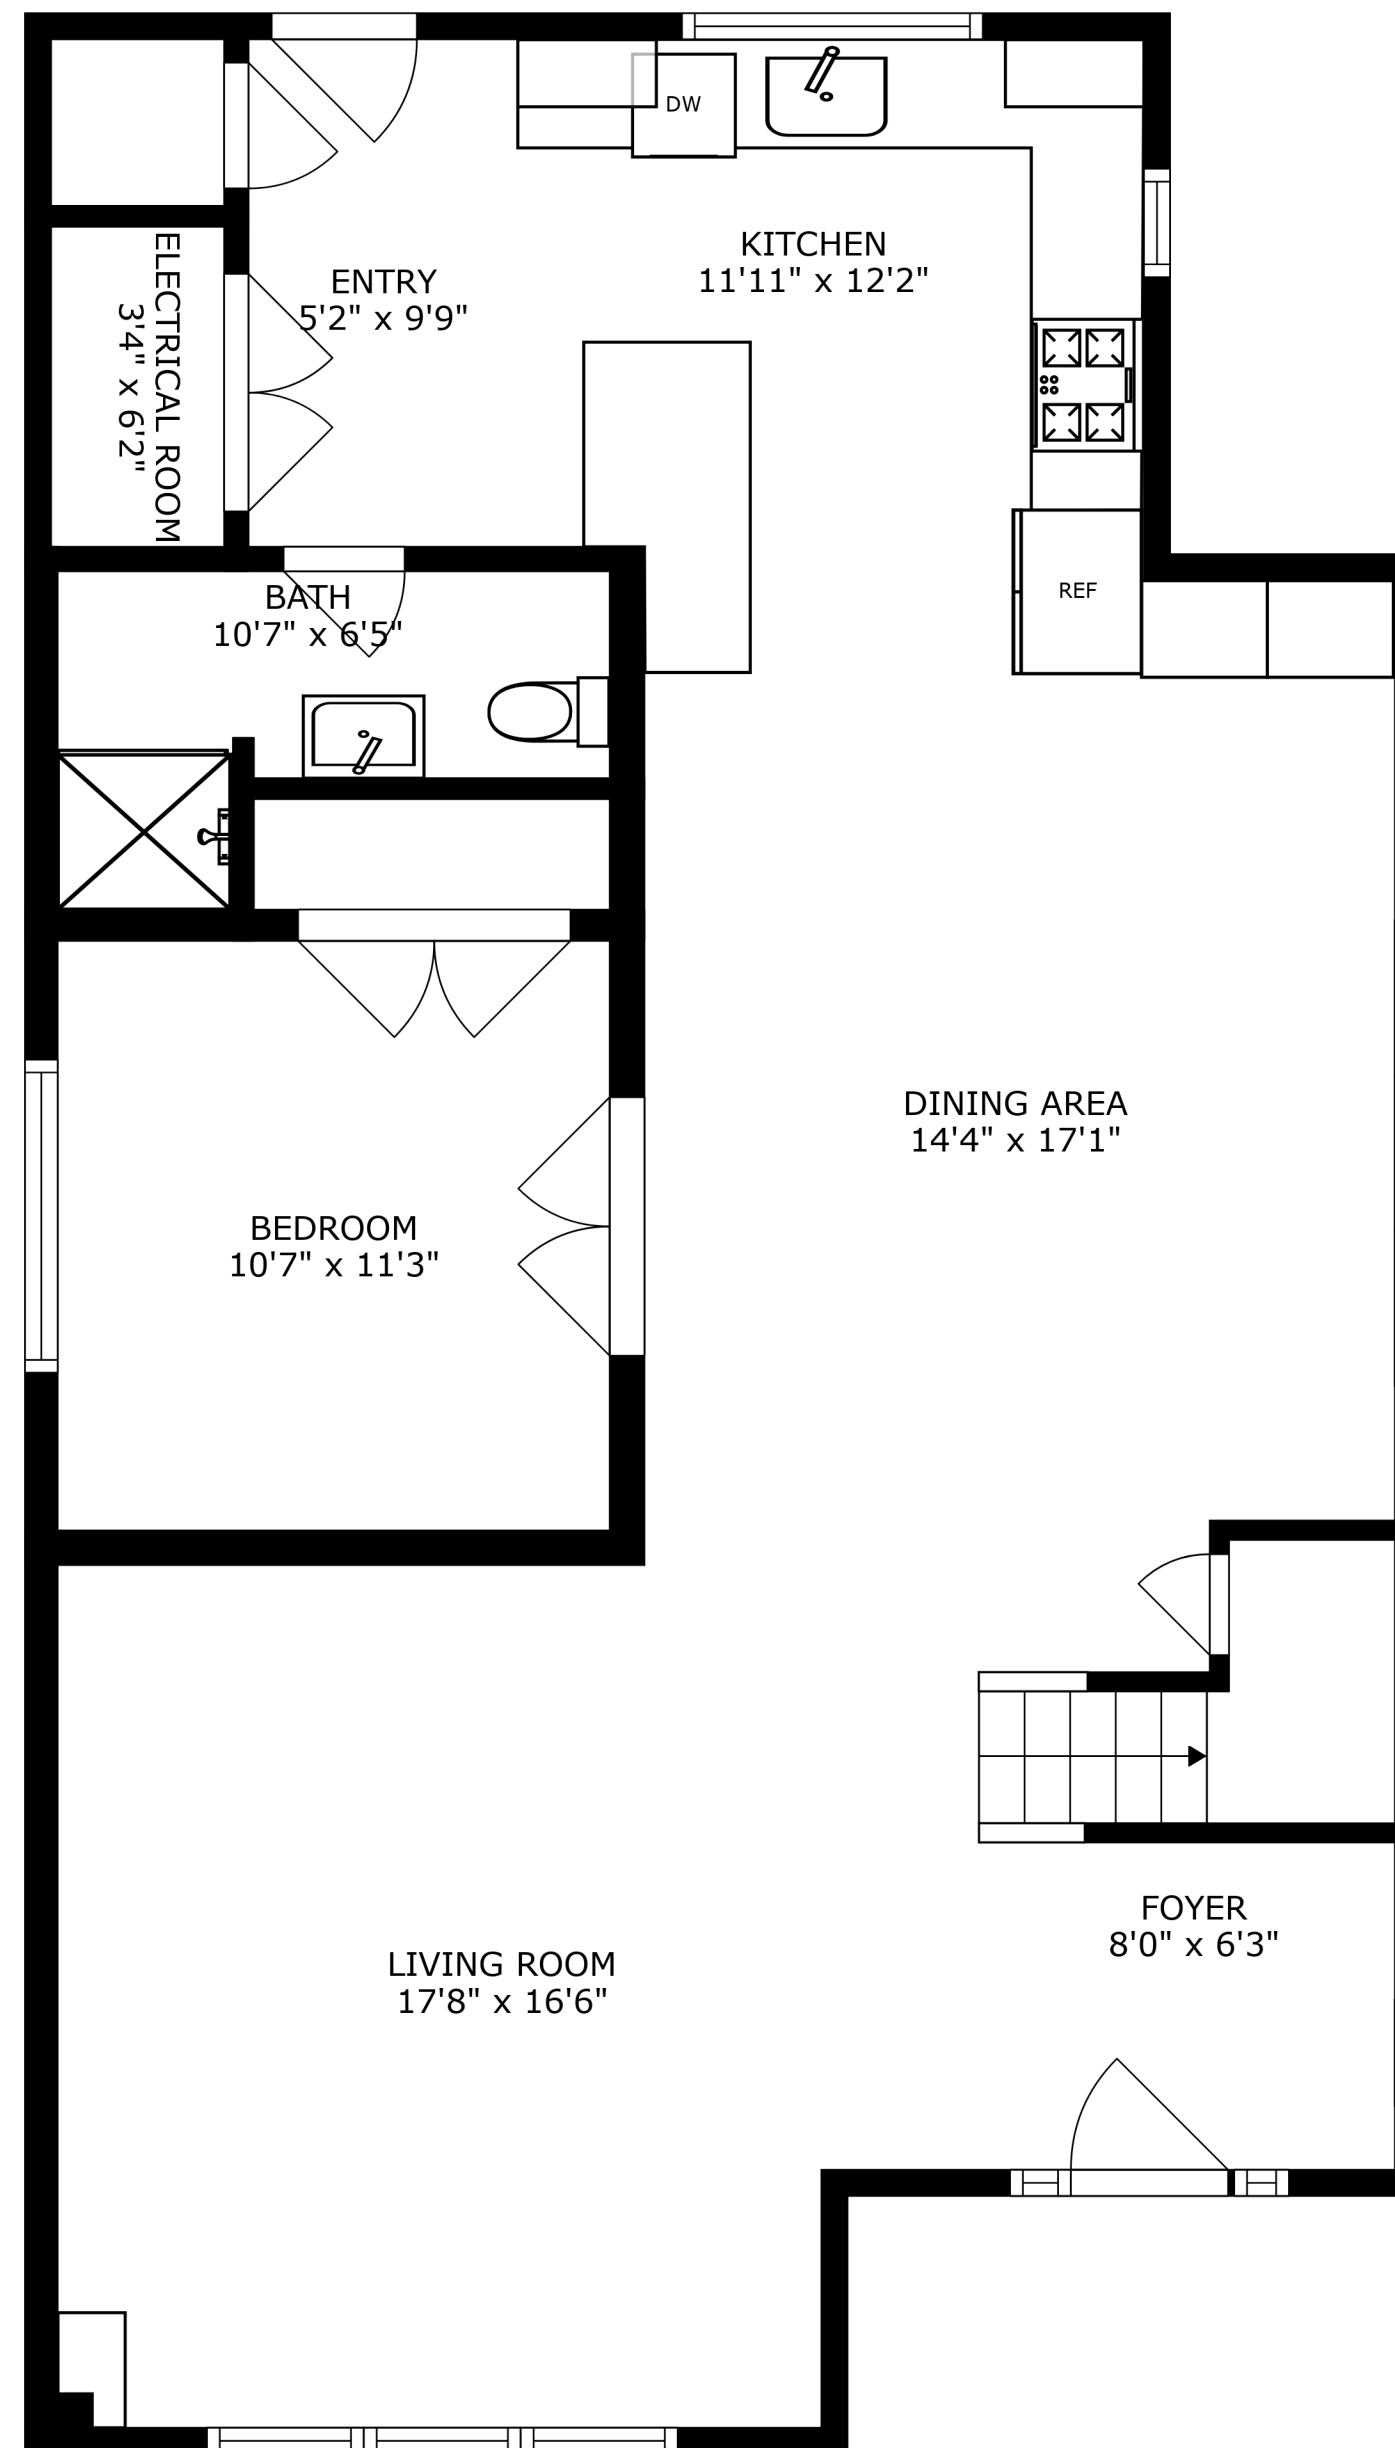 DW
KITCHEN
11'11" x 12'2"
ENTRY
5'2" x 9'9"
ELECTRICAL ROOM
3'4" x 6'2"
BATH
10'7" x 6'5"
REF
DINING AREA
14'4" x 17'1"
BEDROOM
10'7" x 11'3"
FOYER
8'0" x 6'3"
LIVING ROOM
17'8" x 16'6"